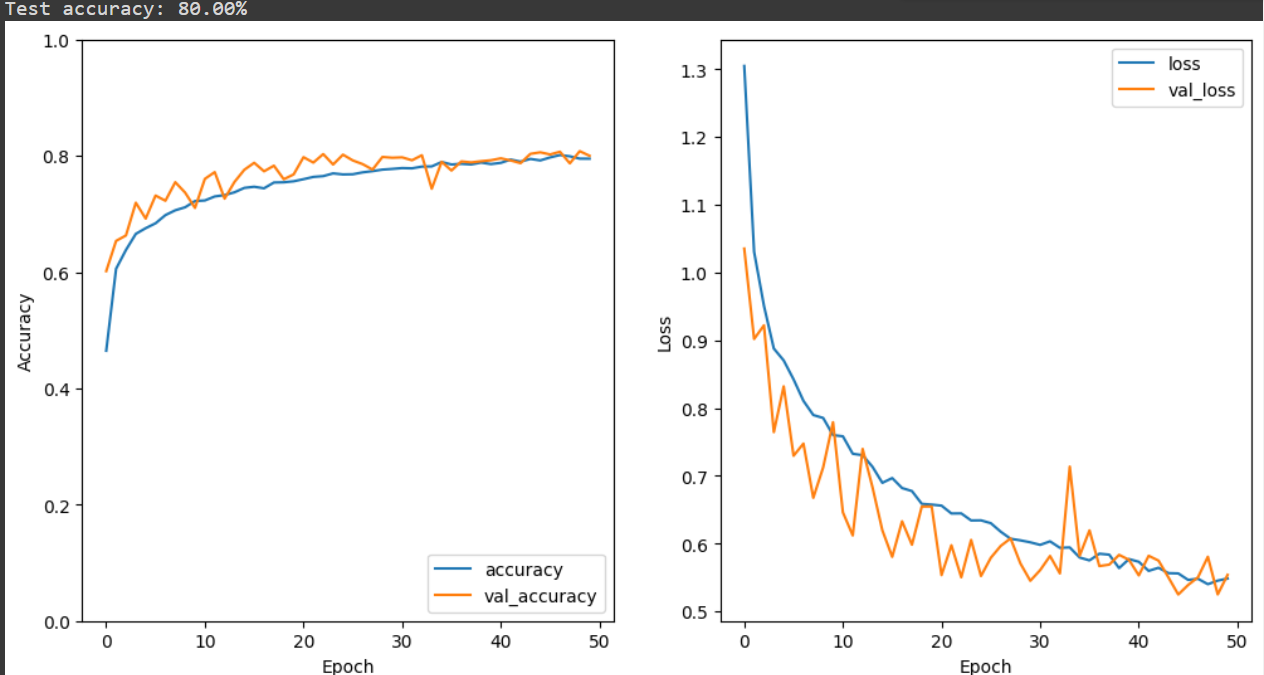 Test accuracy: 80.00%
1.0
0.8
0.6
0.4
0.2
0.0
Accuracy
0 10 20 30 40 50
Epoch
accuracy
val_accuracy
1.3
1.2
1.1
1.0
0.9
0.8
0.7
0.6
0.5
Loss
0 10 20 30 40 50
Epoch
loss
val_loss